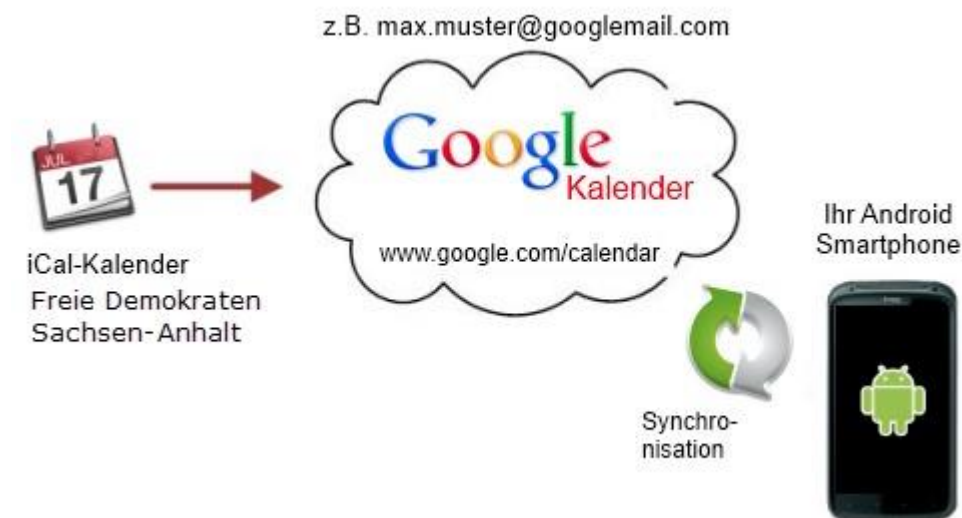 z.B. max.muster@googlemail.com
Google
Kalender
www.google.com/calendar
JUL
17
iCal-Kalender
Freie Demokraten
Sachsen-Anhalt
Ihr Android
Smartphone
Synchro-
nisation